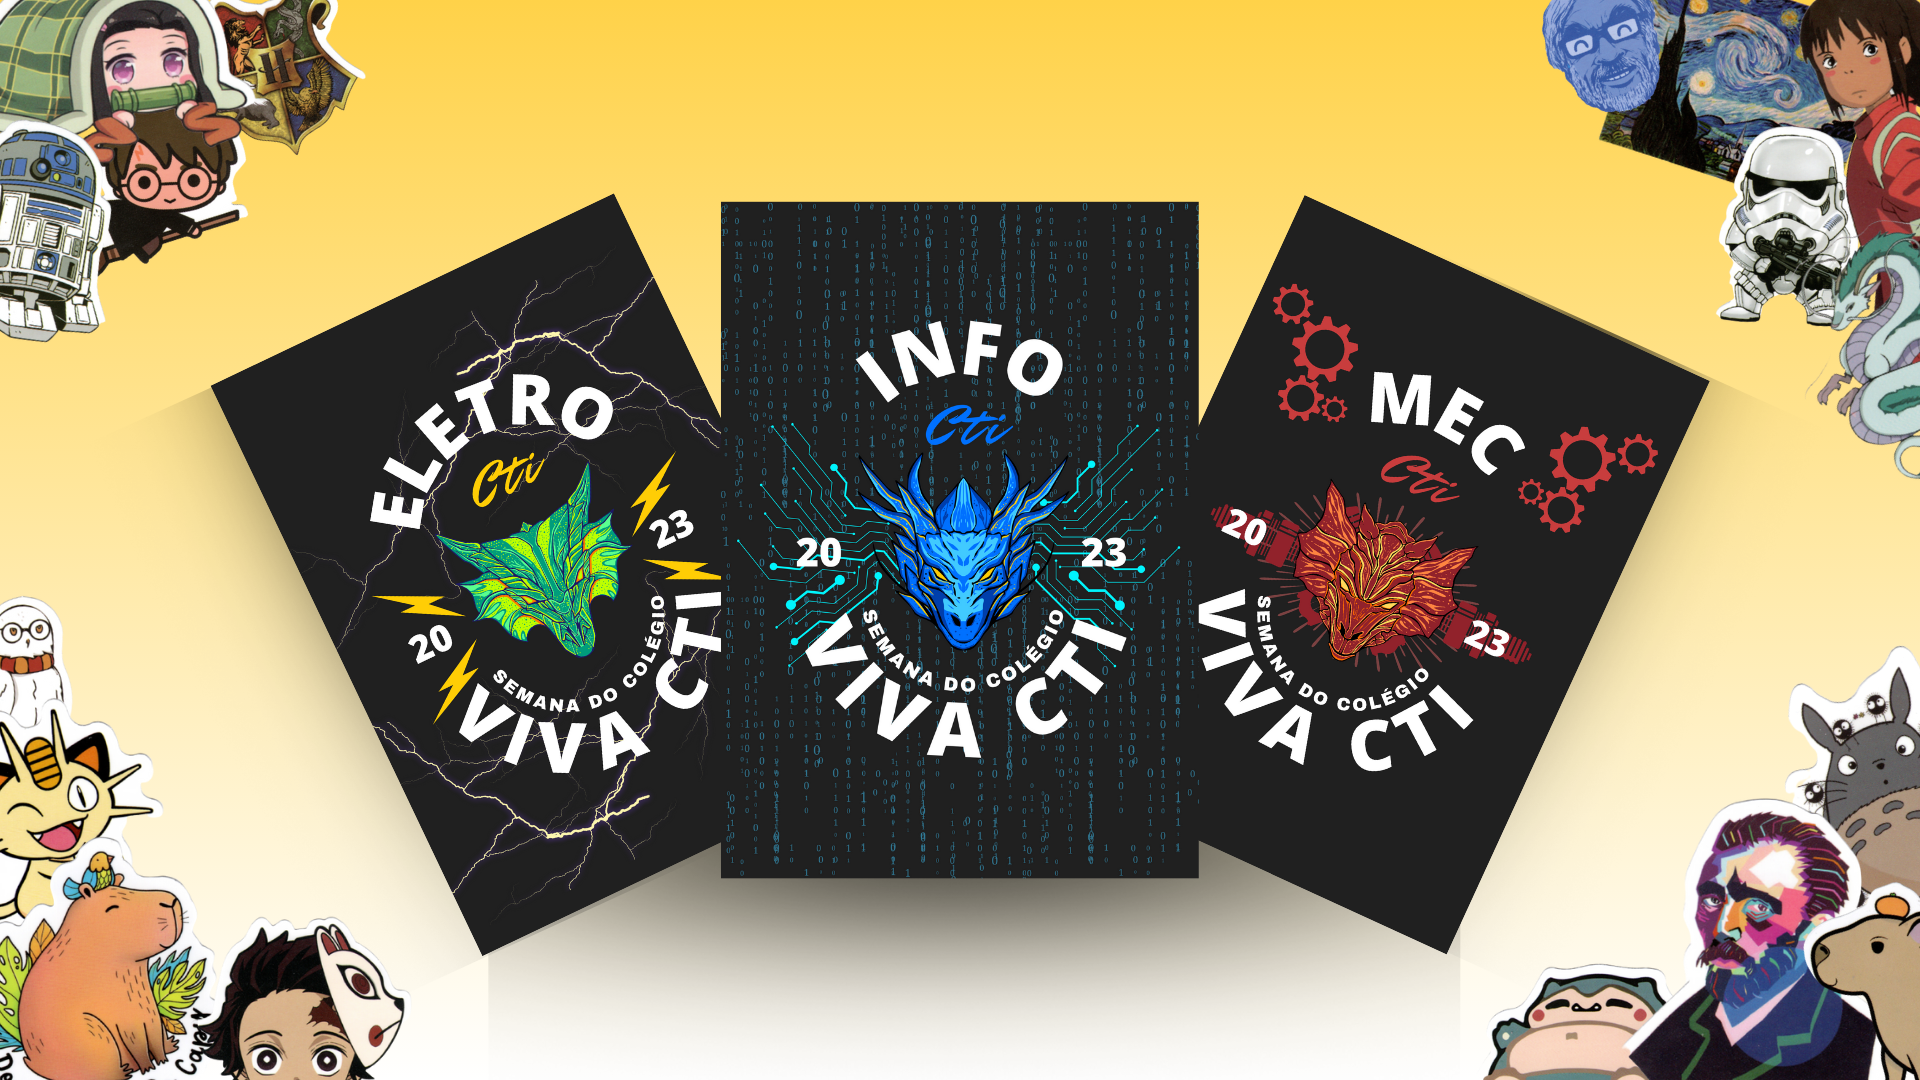 ELETRO
Cti
20 23
SEMANA DO COLÉGIO
VIVA CTI
INFO
Cti
20 23
SEMANA DO COLÉGIO
VIVA CTI
MEC
Cti
20 23
SEMANA DO COLÉGIO
VIVA CTI